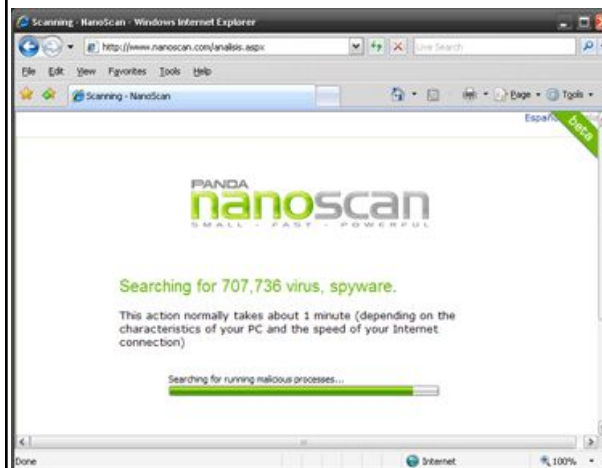 Scanning - NanoScan - Windows Internet Explorer
http://www.nanoscan.com/analisis.aspx
Live Search
File Edit View Favorites Tools Help
Scanning - NanoScan
Page Tools
Españ
beta
PANDA
nanoscan
SMALL - FAST - POWERFUL
Searching for 707,736 virus, spyware.
This action normally takes about 1 minute (depending on the
characteristics of your PC and the speed of your Internet
connection)
Searching for running malicious processes...
Done Internet 100%